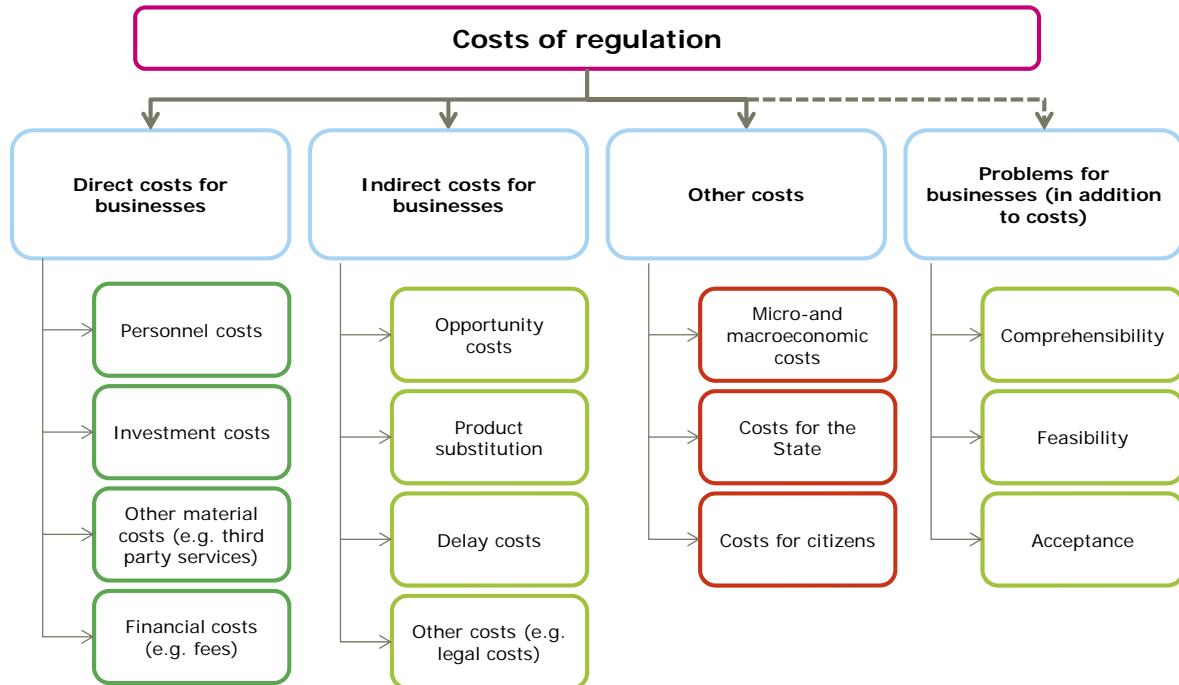 Costs of regulation
Direct costs for
businesses
Indirect costs for
businesses
Other costs
Problems for
businesses (in addition
to costs)
Personnel costs
Investment costs
Other material
costs (e.g. third
party services)
Financial costs
(e.g. fees)
Opportunity
costs
Product
substitution
Delay costs
Other costs (e.g.
legal costs)
Micro-and
macroeconomic
costs
Costs for the
State
Costs for citizens
Comprehensibility
Feasibility
Acceptance